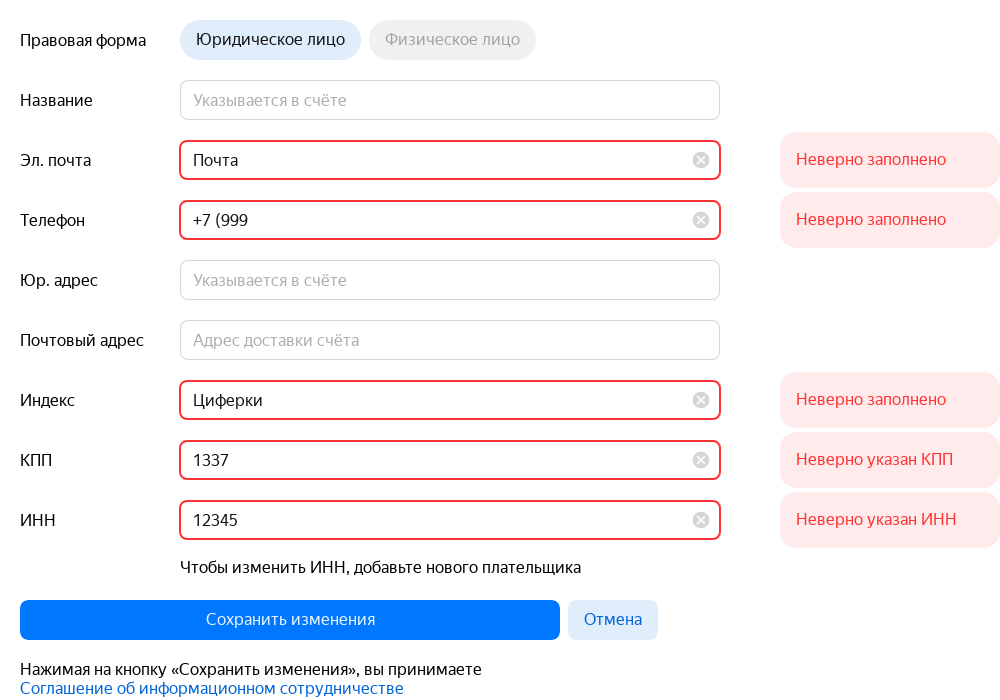 Правовая форма Юридическое лицо Физическое лицо
Название Указывается в счёте
Эл. почта Почта Неверно заполнено
Телефон +7 (999 Неверно заполнено
Юр. адрес Указывается в счёте
Почтовый адрес Адрес доставки счёта
Индекс Циферки Неверно заполнено
КПП 1337 Неверно указан КПП
ИНН 12345 Неверно указан ИНН
Чтобы изменить ИНН, добавьте нового плательщика
Сохранить изменения Отмена
Нажимая на кнопку «Сохранить изменения», вы принимаете
Соглашение об информационном сотрудничестве